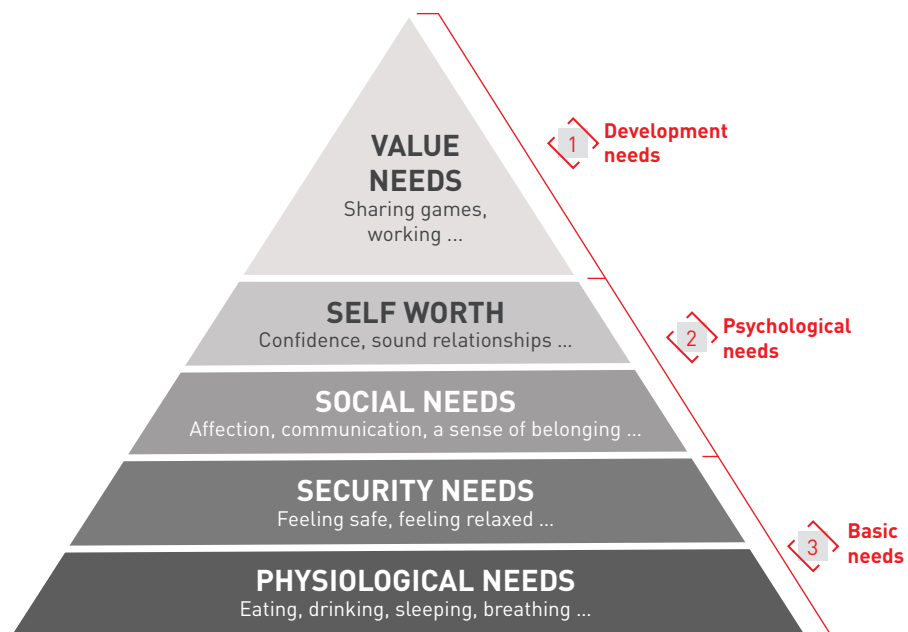 VALUE
NEEDS
Sharing games,
working ...
1
Development
needs
SELF WORTH
Confidence, sound relationships ...
2
Psychological
needs
SOCIAL NEEDS
Affection, communication, a sense of belonging ...
SECURITY NEEDS
Feeling safe, feeling relaxed ...
3
Basic
needs
PHYSIOLOGICAL NEEDS
Eating, drinking, sleeping, breathing ...